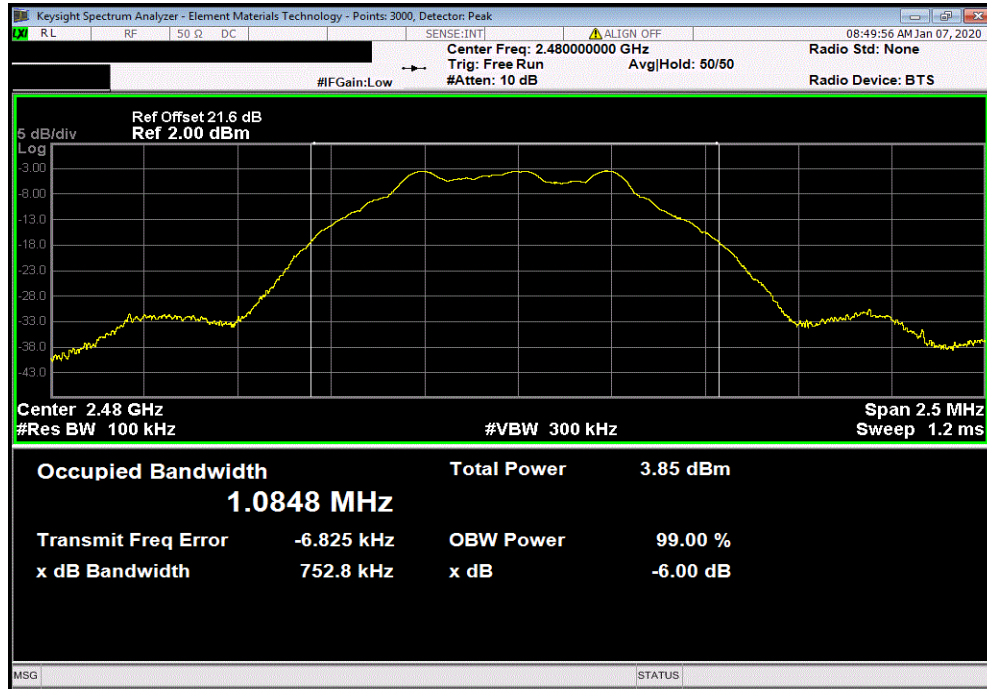 Keysight Spectrum Analyzer - Element Materials Technology - Points: 3000, Detector: Peak
LXI RL RF 50 Ω DC SENSE:INT ALIGN OFF 08:49:56 AM Jan 07, 2020
Center Freq: 2.480000000 GHz Radio Std: None
Trig: Free Run Avg|Hold: 50/50
#IFGain:Low #Atten: 10 dB Radio Device: BTS
Ref Offset 21.6 dB
5 dB/div Ref 2.00 dBm
Log
-3.00
-8.00
-13.0
-18.0
-23.0
-28.0
-33.0
-38.0
-43.0
Center 2.48 GHz Span 2.5 MHz
#Res BW 100 kHz #VBW 300 kHz Sweep 1.2 ms
Occupied Bandwidth Total Power 3.85 dBm
1.0848 MHz
Transmit Freq Error -6.825 kHz OBW Power 99.00 %
x dB Bandwidth 752.8 kHz x dB -6.00 dB
MSG STATUS